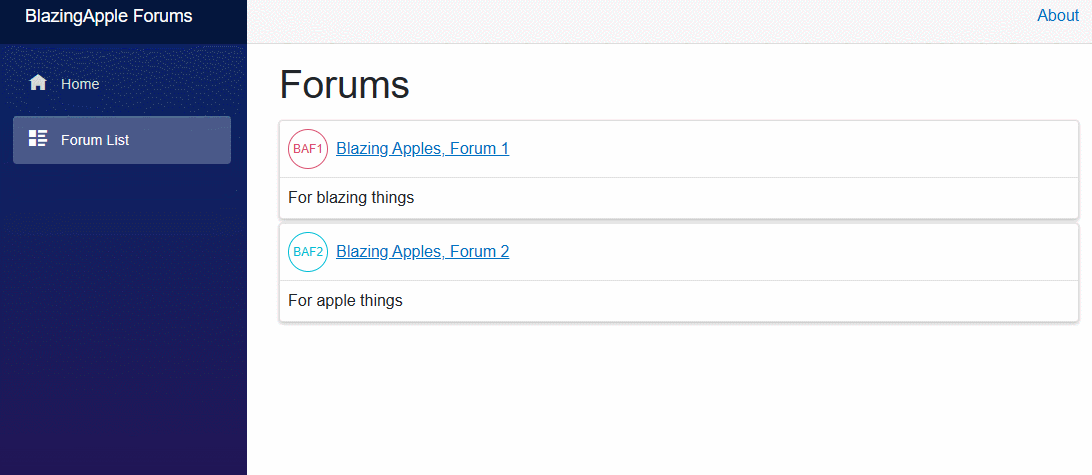 BlazingApple Forums
About
Home
Forum List
Forums
BAF1 Blazing Apples, Forum 1
For blazing things
BAF2 Blazing Apples, Forum 2
For apple things